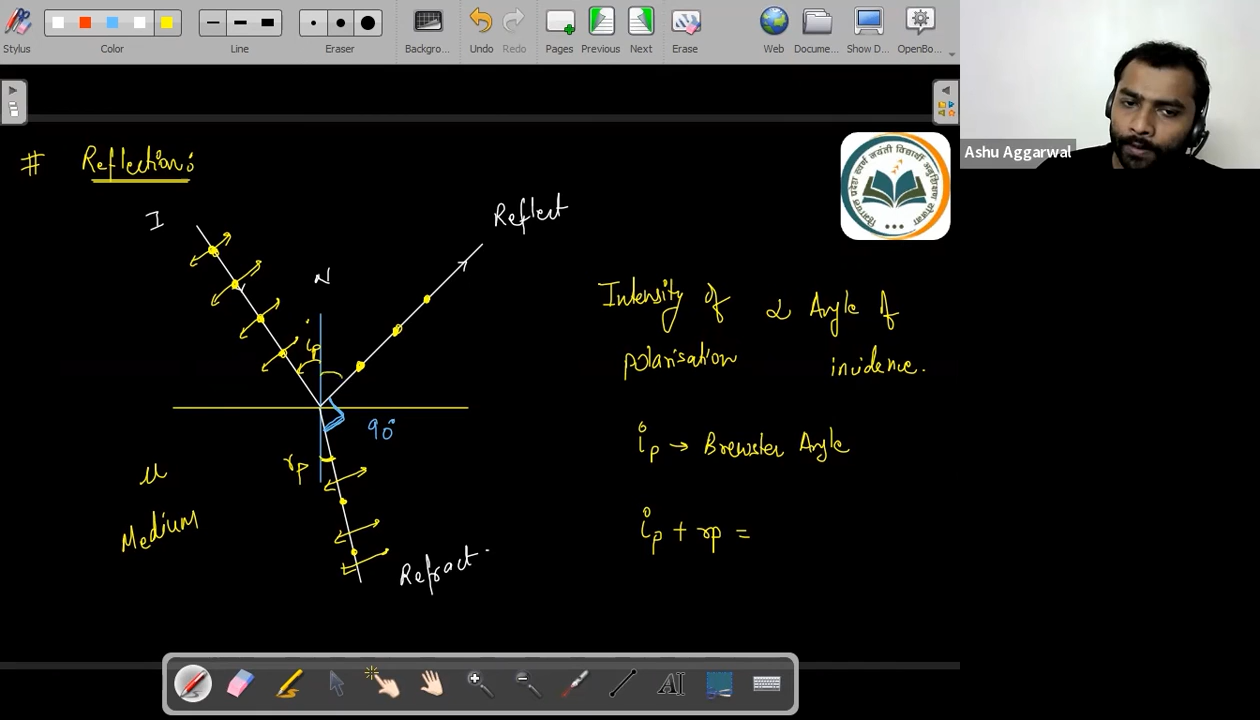 Stylus
Color
Line
Eraser
Backgro...
Undo
Redo
Pages
Previous
Next
Erase
Web
Docume...
Show D...
OpenBo...
Ashu Aggarwal
# Reflection:
I
N
Reflect
ip
90°
rp
μ
Medium
Refract.
Intensity of polarisation α Angle of incidence.
ip → Brewster Angle
ip + rp =